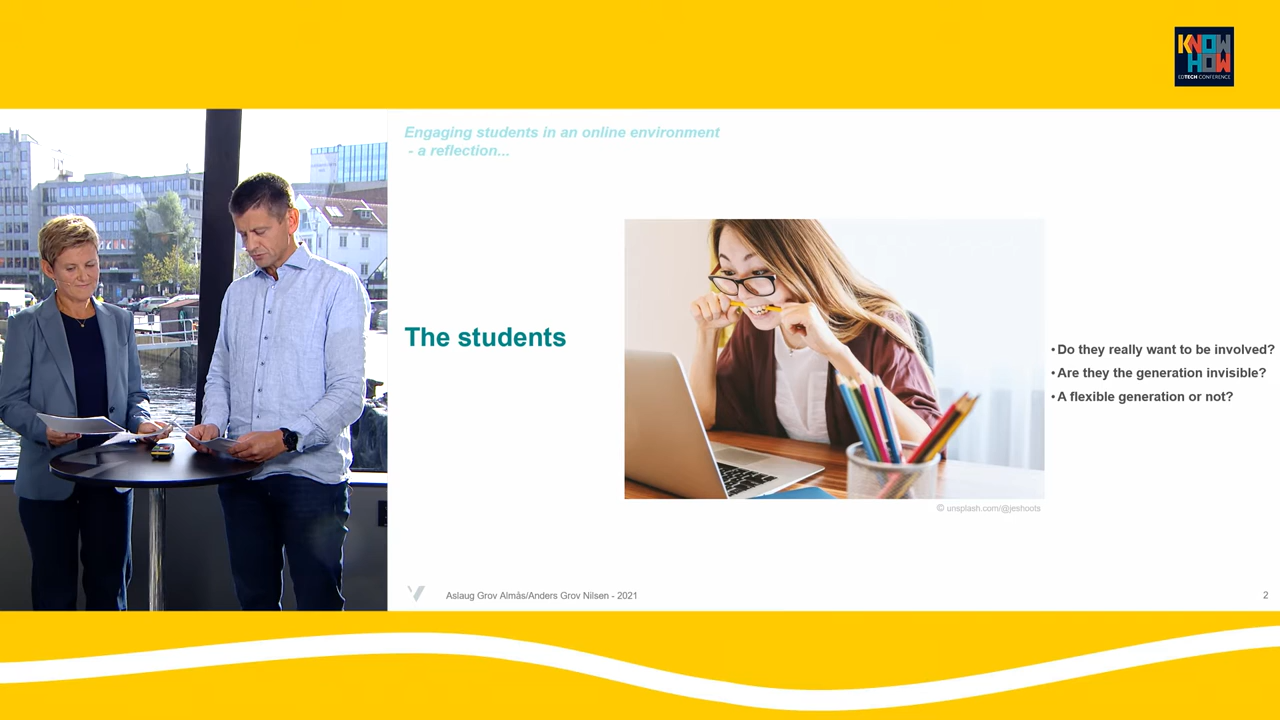 KNOW
HOW
EDTECH CONFERENCE
Engaging students in an online environment
- a reflection...
The students
• Do they really want to be involved?
• Are they the generation invisible?
• A flexible generation or not?
© unsplash.com/@jeshoots
Aslaug Grov Almås/Anders Grov Nilsen - 2021
2